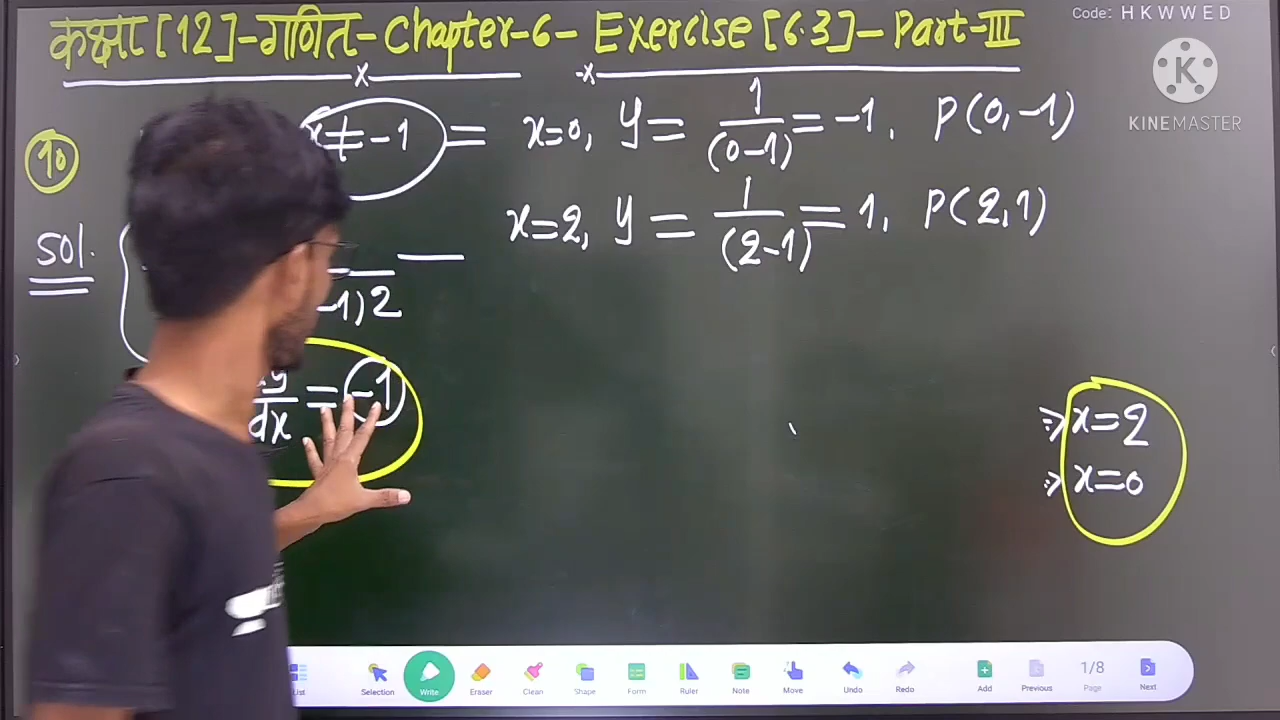 Code: HKWWED
कक्षा [12]-गणित-Chapter-6- Exercise [6.3]-Part-III
KINEMASTER
10
x≠-1 = x=0, y= 1/(0-1) = -1, P(0,-1)
Sol.
x=2, y= 1/(2-1) = 1, P(2,1)
-1)2
dy/dx = -1
⇒ x=2
⇒ x=0
Selection Write Eraser Clean Shape Form Ruler Note Move Undo Redo Add Previous 1/8 Page Next